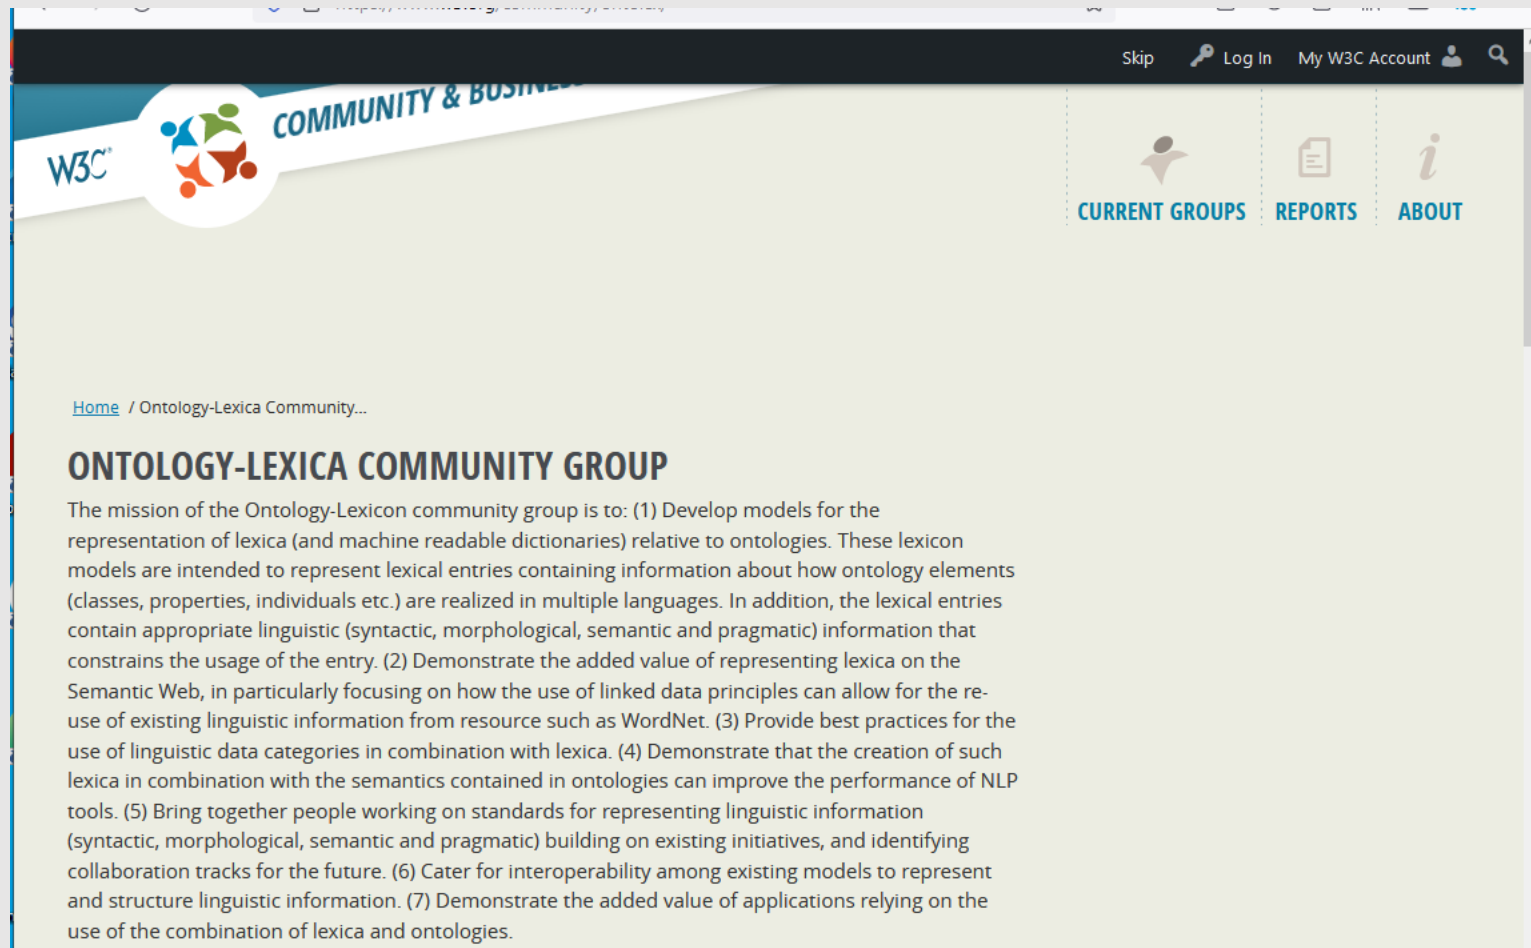 Skip Log In My W3C Account
W3C
COMMUNITY &
CURRENT GROUPS REPORTS ABOUT
Home / Ontology-Lexica Community...
ONTOLOGY-LEXICA COMMUNITY GROUP
The mission of the Ontology-Lexicon community group is to: (1) Develop models for the
representation of lexica (and machine readable dictionaries) relative to ontologies. These lexicon
models are intended to represent lexical entries containing information about how ontology elements
(classes, properties, individuals etc.) are realized in multiple languages. In addition, the lexical entries
contain appropriate linguistic (syntactic, morphological, semantic and pragmatic) information that
constrains the usage of the entry. (2) Demonstrate the added value of representing lexica on the
Semantic Web, in particularly focusing on how the use of linked data principles can allow for the re-
use of existing linguistic information from resource such as WordNet. (3) Provide best practices for the
use of linguistic data categories in combination with lexica. (4) Demonstrate that the creation of such
lexica in combination with the semantics contained in ontologies can improve the performance of NLP
tools. (5) Bring together people working on standards for representing linguistic information
(syntactic, morphological, semantic and pragmatic) building on existing initiatives, and identifying
collaboration tracks for the future. (6) Cater for interoperability among existing models to represent
and structure linguistic information. (7) Demonstrate the added value of applications relying on the
use of the combination of lexica and ontologies.